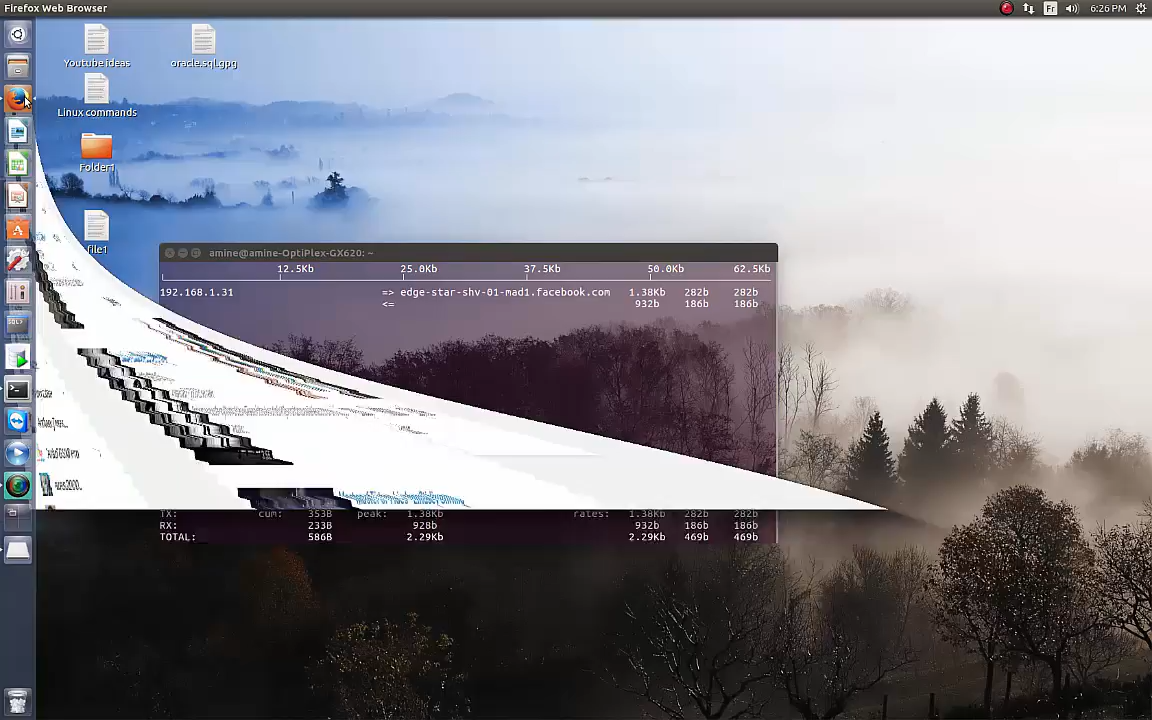 Firefox Web Browser
Fr
6:26 PM
Youtube ideas
oracle.sql.gpg
Linux commands
Folder1
file1
amine@amine-OptiPlex-GX620: ~
12.5Kb 25.0Kb 37.5Kb 50.0Kb 62.5Kb
192.168.1.31 => edge-star-shv-01-mad1.facebook.com 1.38Kb 282b 282b
<= 932b 186b 186b
TX: cum: 353B peak: 1.38Kb rates: 1.38Kb 282b 282b
RX: 233B 928b 932b 186b 186b
TOTAL: 586B 2.29Kb 2.29Kb 469b 469b